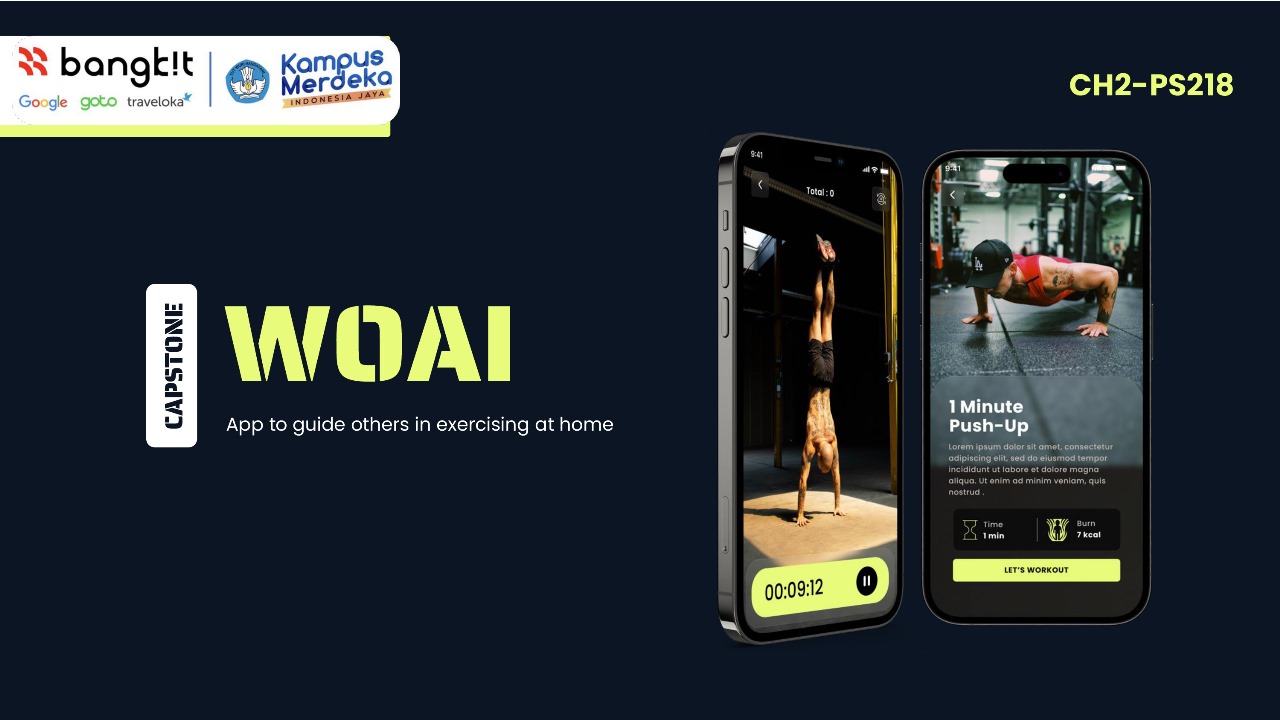 bangk!t
Google goto traveloka
Kampus
Merdeka
INDONESIA JAYA
CH2-PS218
CAPSTONE
WOAI
App to guide others in exercising at home
9:41
Total : 0
00:09:12
9:41
LA
1 Minute
Push-Up
Lorem ipsum dolor sit amet, consectetur
adipiscing elit, sed do eiusmod tempor
incididunt ut labore et dolore magna
aliqua. Ut enim ad minim veniam, quis
nostrud .
Time
1 min
Burn
7 kcal
LET'S WORKOUT